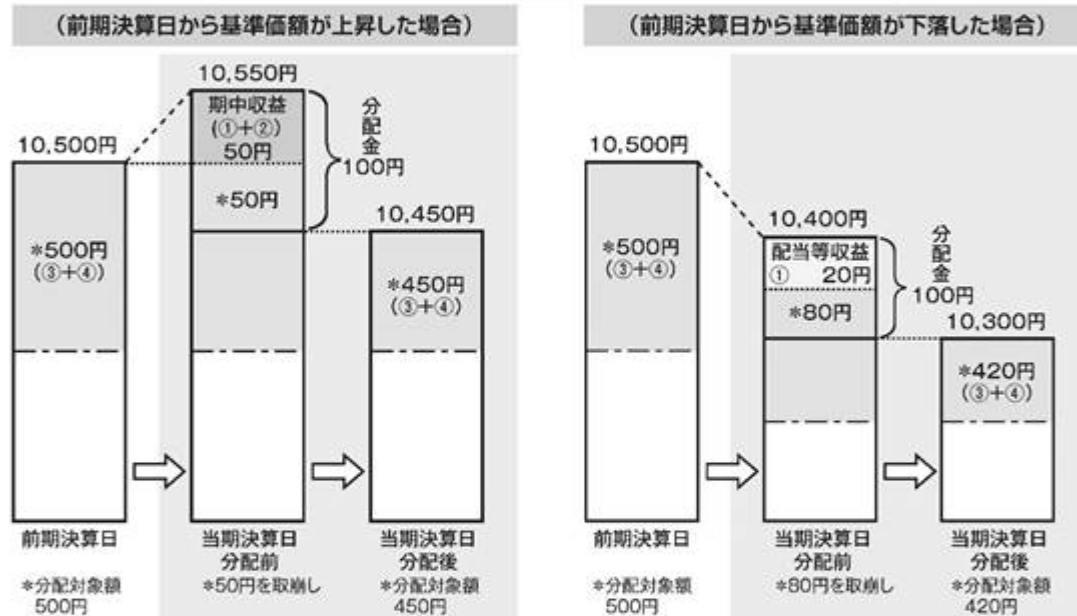 (前期決算日から基準価額が上昇した場合)
10,550円
期中収益
(①+②)
50円
*50円
分配金
100円
10,500円
*500円
(③+④)
10,450円
*450円
(③+④)
前期決算日
当期決算日
分配前
当期決算日
分配後
*分配対象額
500円
*50円を取崩し
*分配対象額
450円
(前期決算日から基準価額が下落した場合)
10,500円
*500円
(③+④)
10,400円
配当等収益
① 20円
*80円
分配金
100円
10,300円
*420円
(③+④)
前期決算日
当期決算日
分配前
当期決算日
分配後
*分配対象額
500円
*80円を取崩し
*分配対象額
420円